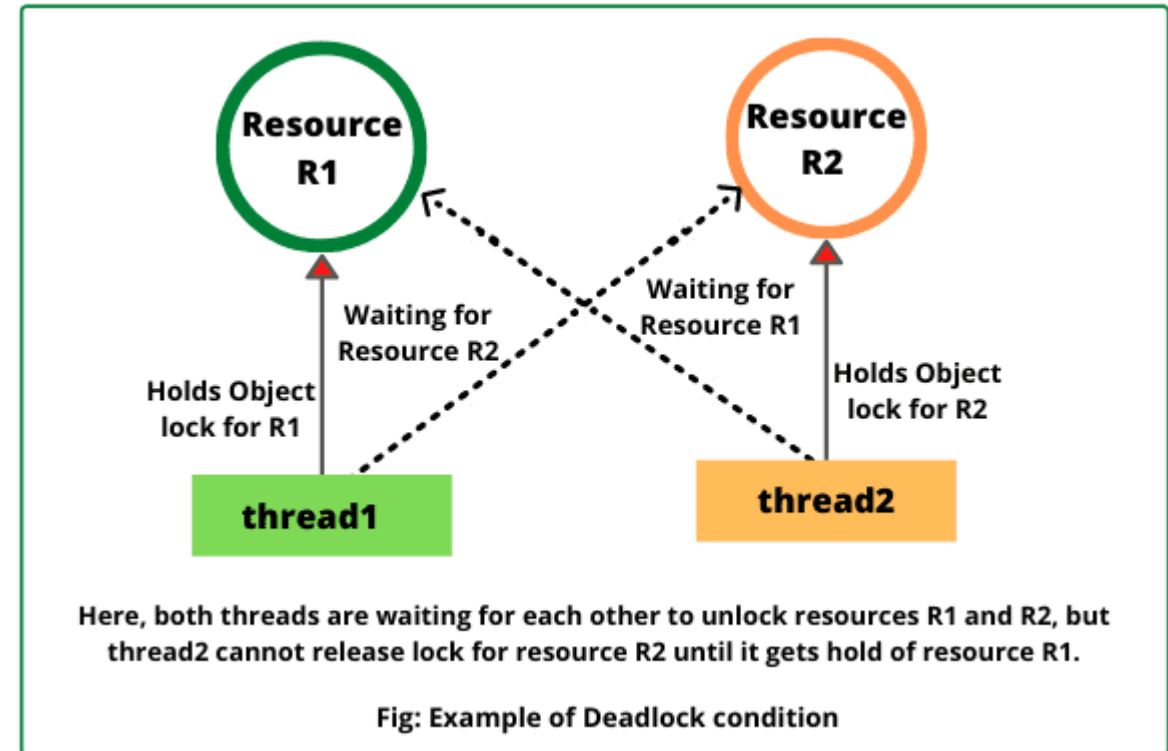 Resource
R1
Resource
R2
Waiting for
Resource R2
Waiting for
Resource R1
Holds Object
lock for R1
Holds Object
lock for R2
thread1
thread2
Here, both threads are waiting for each other to unlock resources R1 and R2, but
thread2 cannot release lock for resource R2 until it gets hold of resource R1.
Fig: Example of Deadlock condition